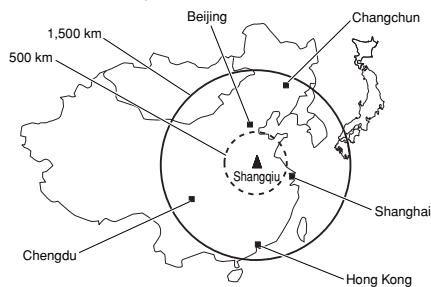 Beijing
Changchun
1,500 km
500 km
Shangqiu
Shanghai
Chengdu
Hong Kong